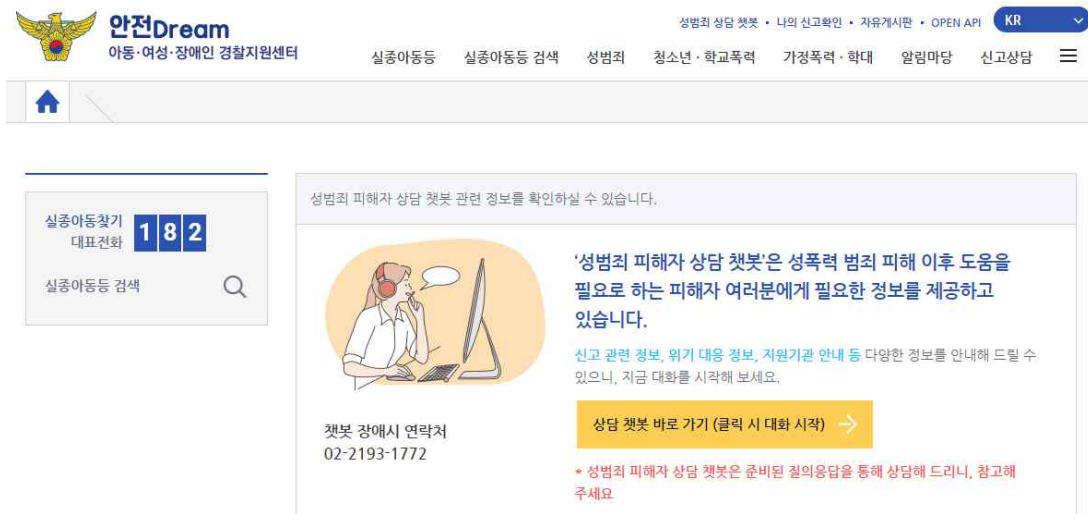 안전Dream
아동·여성·장애인 경찰지원센터
성범죄 상담 챗봇 • 나의 신고확인 • 자유게시판 • OPEN API KR
실종아동등 실종아동등 검색 성범죄 청소년·학교폭력 가정폭력·학대 알림마당 신고상담
실종아동찾기
대표전화
182
실종아동등 검색
성범죄 피해자 상담 챗봇 관련 정보를 확인하실 수 있습니다.
챗봇 장애시 연락처
02-2193-1772
'성범죄 피해자 상담 챗봇'은 성폭력 범죄 피해 이후 도움을
필요로 하는 피해자 여러분에게 필요한 정보를 제공하고
있습니다.
신고 관련 정보, 위기 대응 정보, 지원기관 안내 등 다양한 정보를 안내해 드릴 수
있으니, 지금 대화를 시작해 보세요.
상담 챗봇 바로 가기 (클릭 시 대화 시작)
* 성범죄 피해자 상담 챗봇은 준비된 질의응답을 통해 상담해 드리니, 참고해
주세요